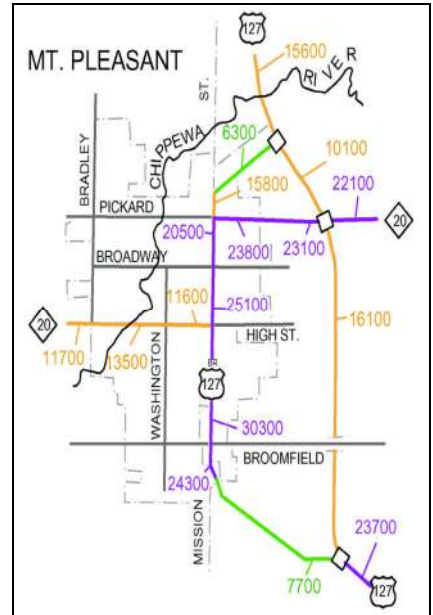 127
15600
MT. PLEASANT
RIVER
ST.
CHIPPEWA
BRADLEY
6300
10100
15800
22100
PICKARD
20
20500
23800
23100
BROADWAY
25100
11600
16100
20
HIGH ST.
11700
13500
WASHINGTON
BR
127
30300
BROOMFIELD
24300
MISSION
23700
7700
127